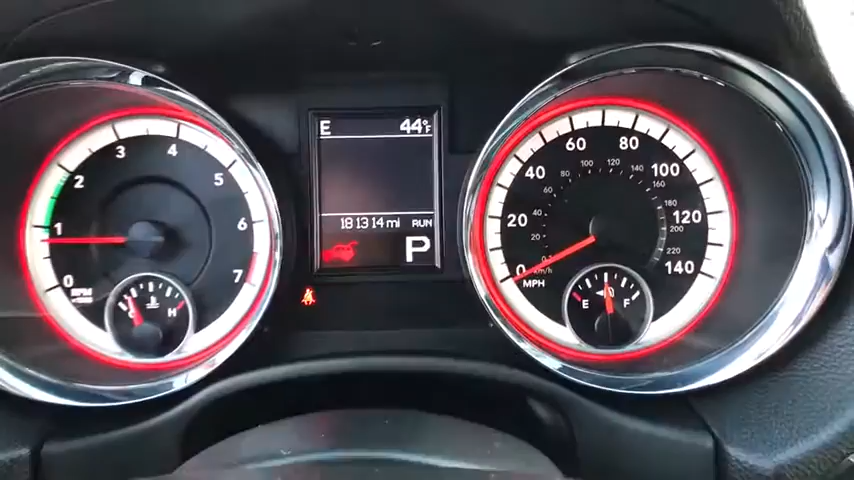 E 44°F
181314 mi RUN
P
0 1 2 3 4 5 6 7
RPM
C H
0 20 40 60 80 100 120 140
20 40 60 80 100 120 140 160 180 200 220
km/h
MPH
E F